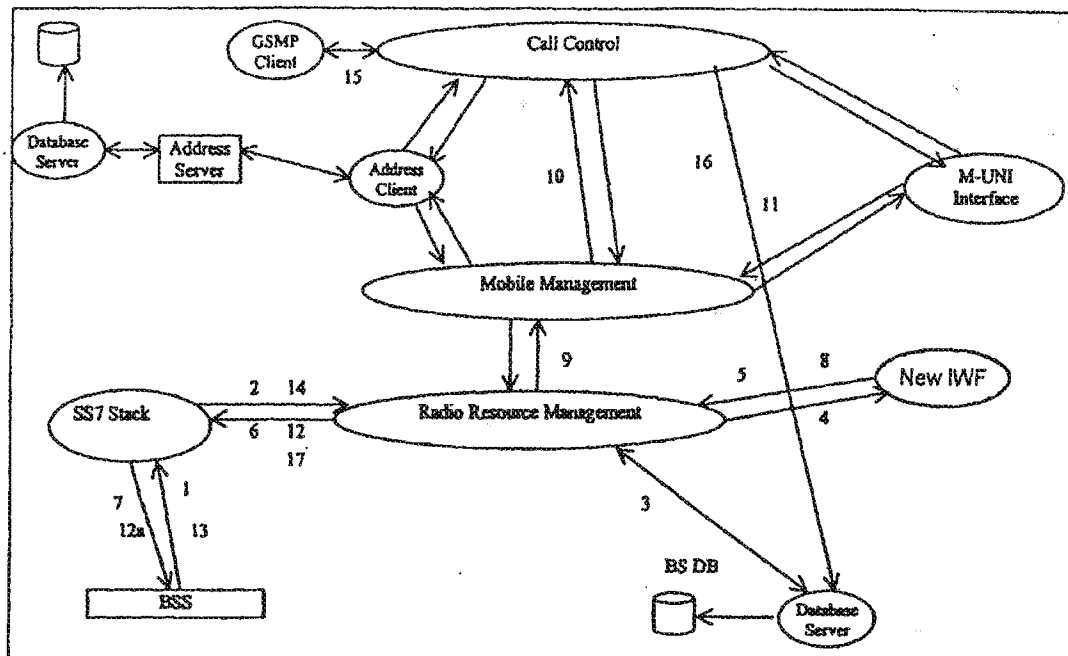 GSMP
Client
Call Control
15
Database
Server
Address
Server
Address
Client
10
16
11
M-UNI
Interface
Mobile Management
9
5
8
New IWF
SS7 Stack
2 14
Radio Resource Management
4
6 12
17
7
1
3
12a
13
BS DB
BSS
Database
Server